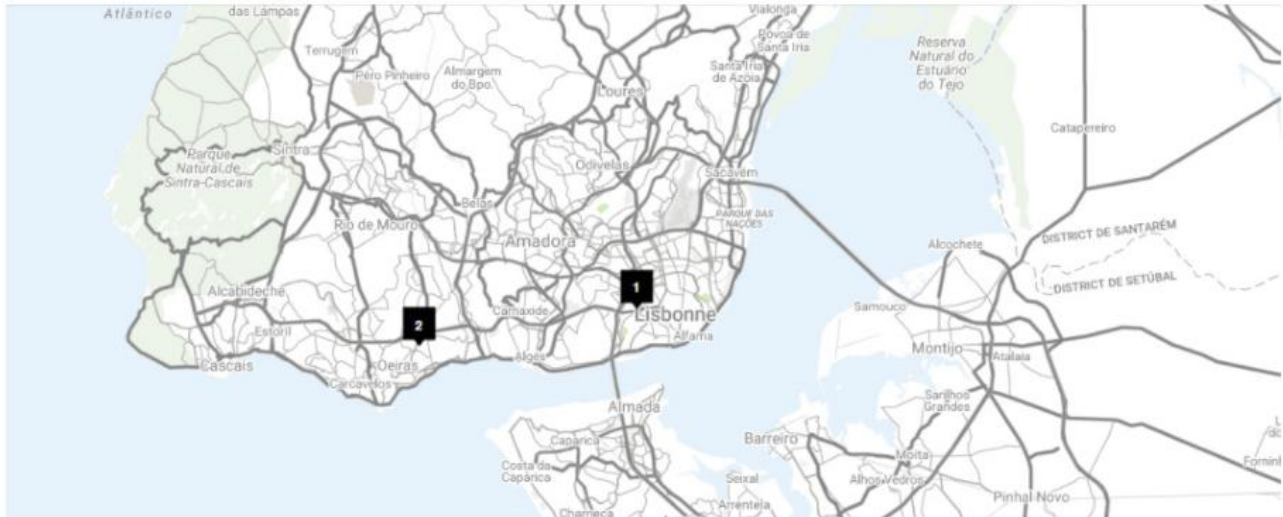 Atlântico
das Lampas
Vialonga
Póvoa de
Santa Iria
Terrugem
Pêro Pinheiro
Almargem
do Bpo.
Santa Iria
de Azóia
Reserva
Natural do
Estuário
do Tejo
Loures
Catapereiro
Sintra
Parque
Natural de
Sintra-Cascais
Odivelas
Sacavém
Belas
PARQUE DAS
NAÇÕES
Rio de Mouro
Amadora
DISTRICT DE SANTARÉM
Alcochete
DISTRICT DE SETÚBAL
1
Alcabideche
Samouco
Carnaxide
Lisbonne
2
Estoril
Alfama
Montijo
Atalaia
Cascais
Oeiras
Algés
Carcavelos
Sarilhos
Grandes
Almada
Caparica
Barreiro
Moita
Costa da
Caparica
Seixal
Alhos Vedros
Arrentela
Pinhal Novo